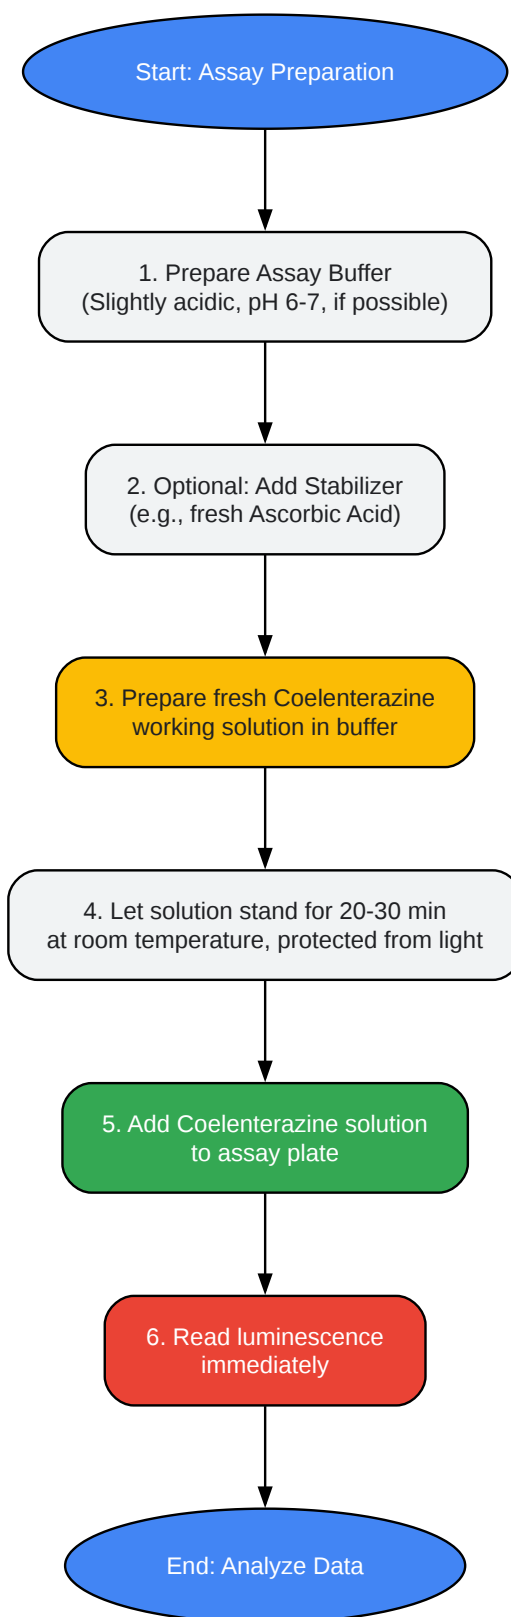 Start: Assay Preparation
1. Prepare Assay Buffer
(Slightly acidic, pH 6-7, if possible)
2. Optional: Add Stabilizer
(e.g., fresh Ascorbic Acid)
3. Prepare fresh Coelenterazine
working solution in buffer
4. Let solution stand for 20-30 min
at room temperature, protected from light
5. Add Coelenterazine solution
to assay plate
6. Read luminescence
immediately
End: Analyze Data